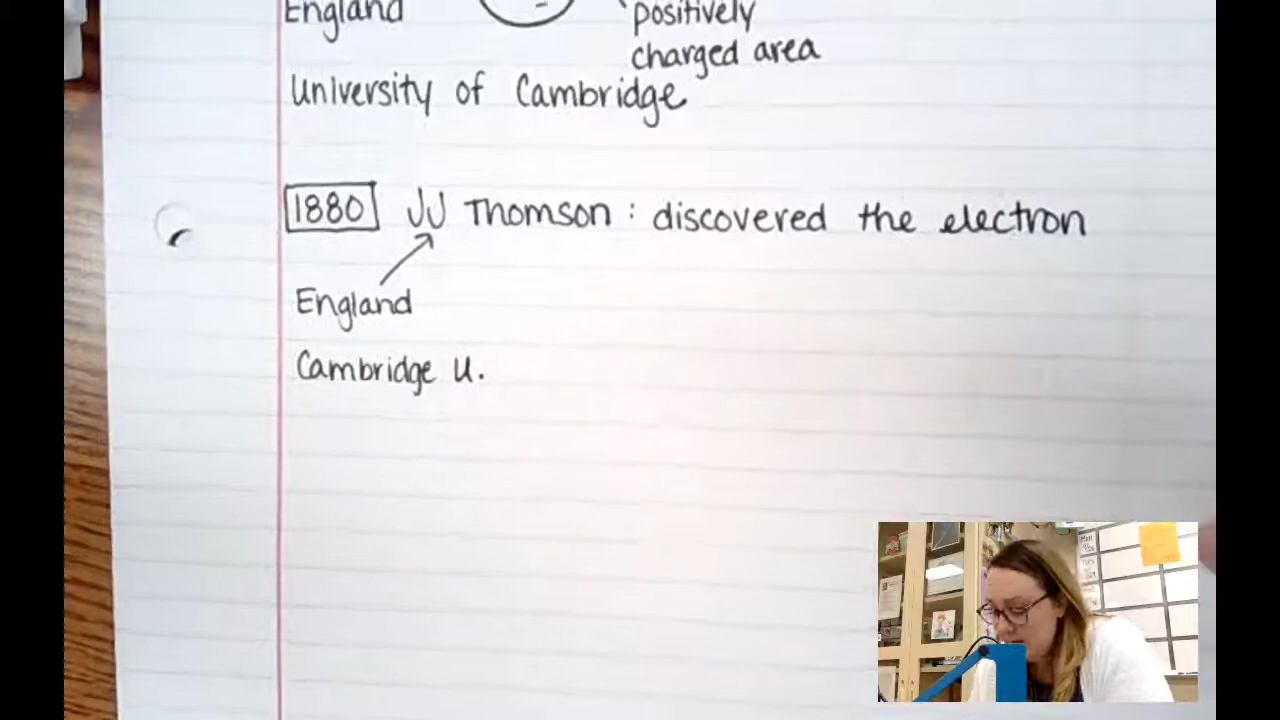 England
positively
charged area
University of Cambridge
1880 JJ Thomson : discovered the electron
England
Cambridge U.